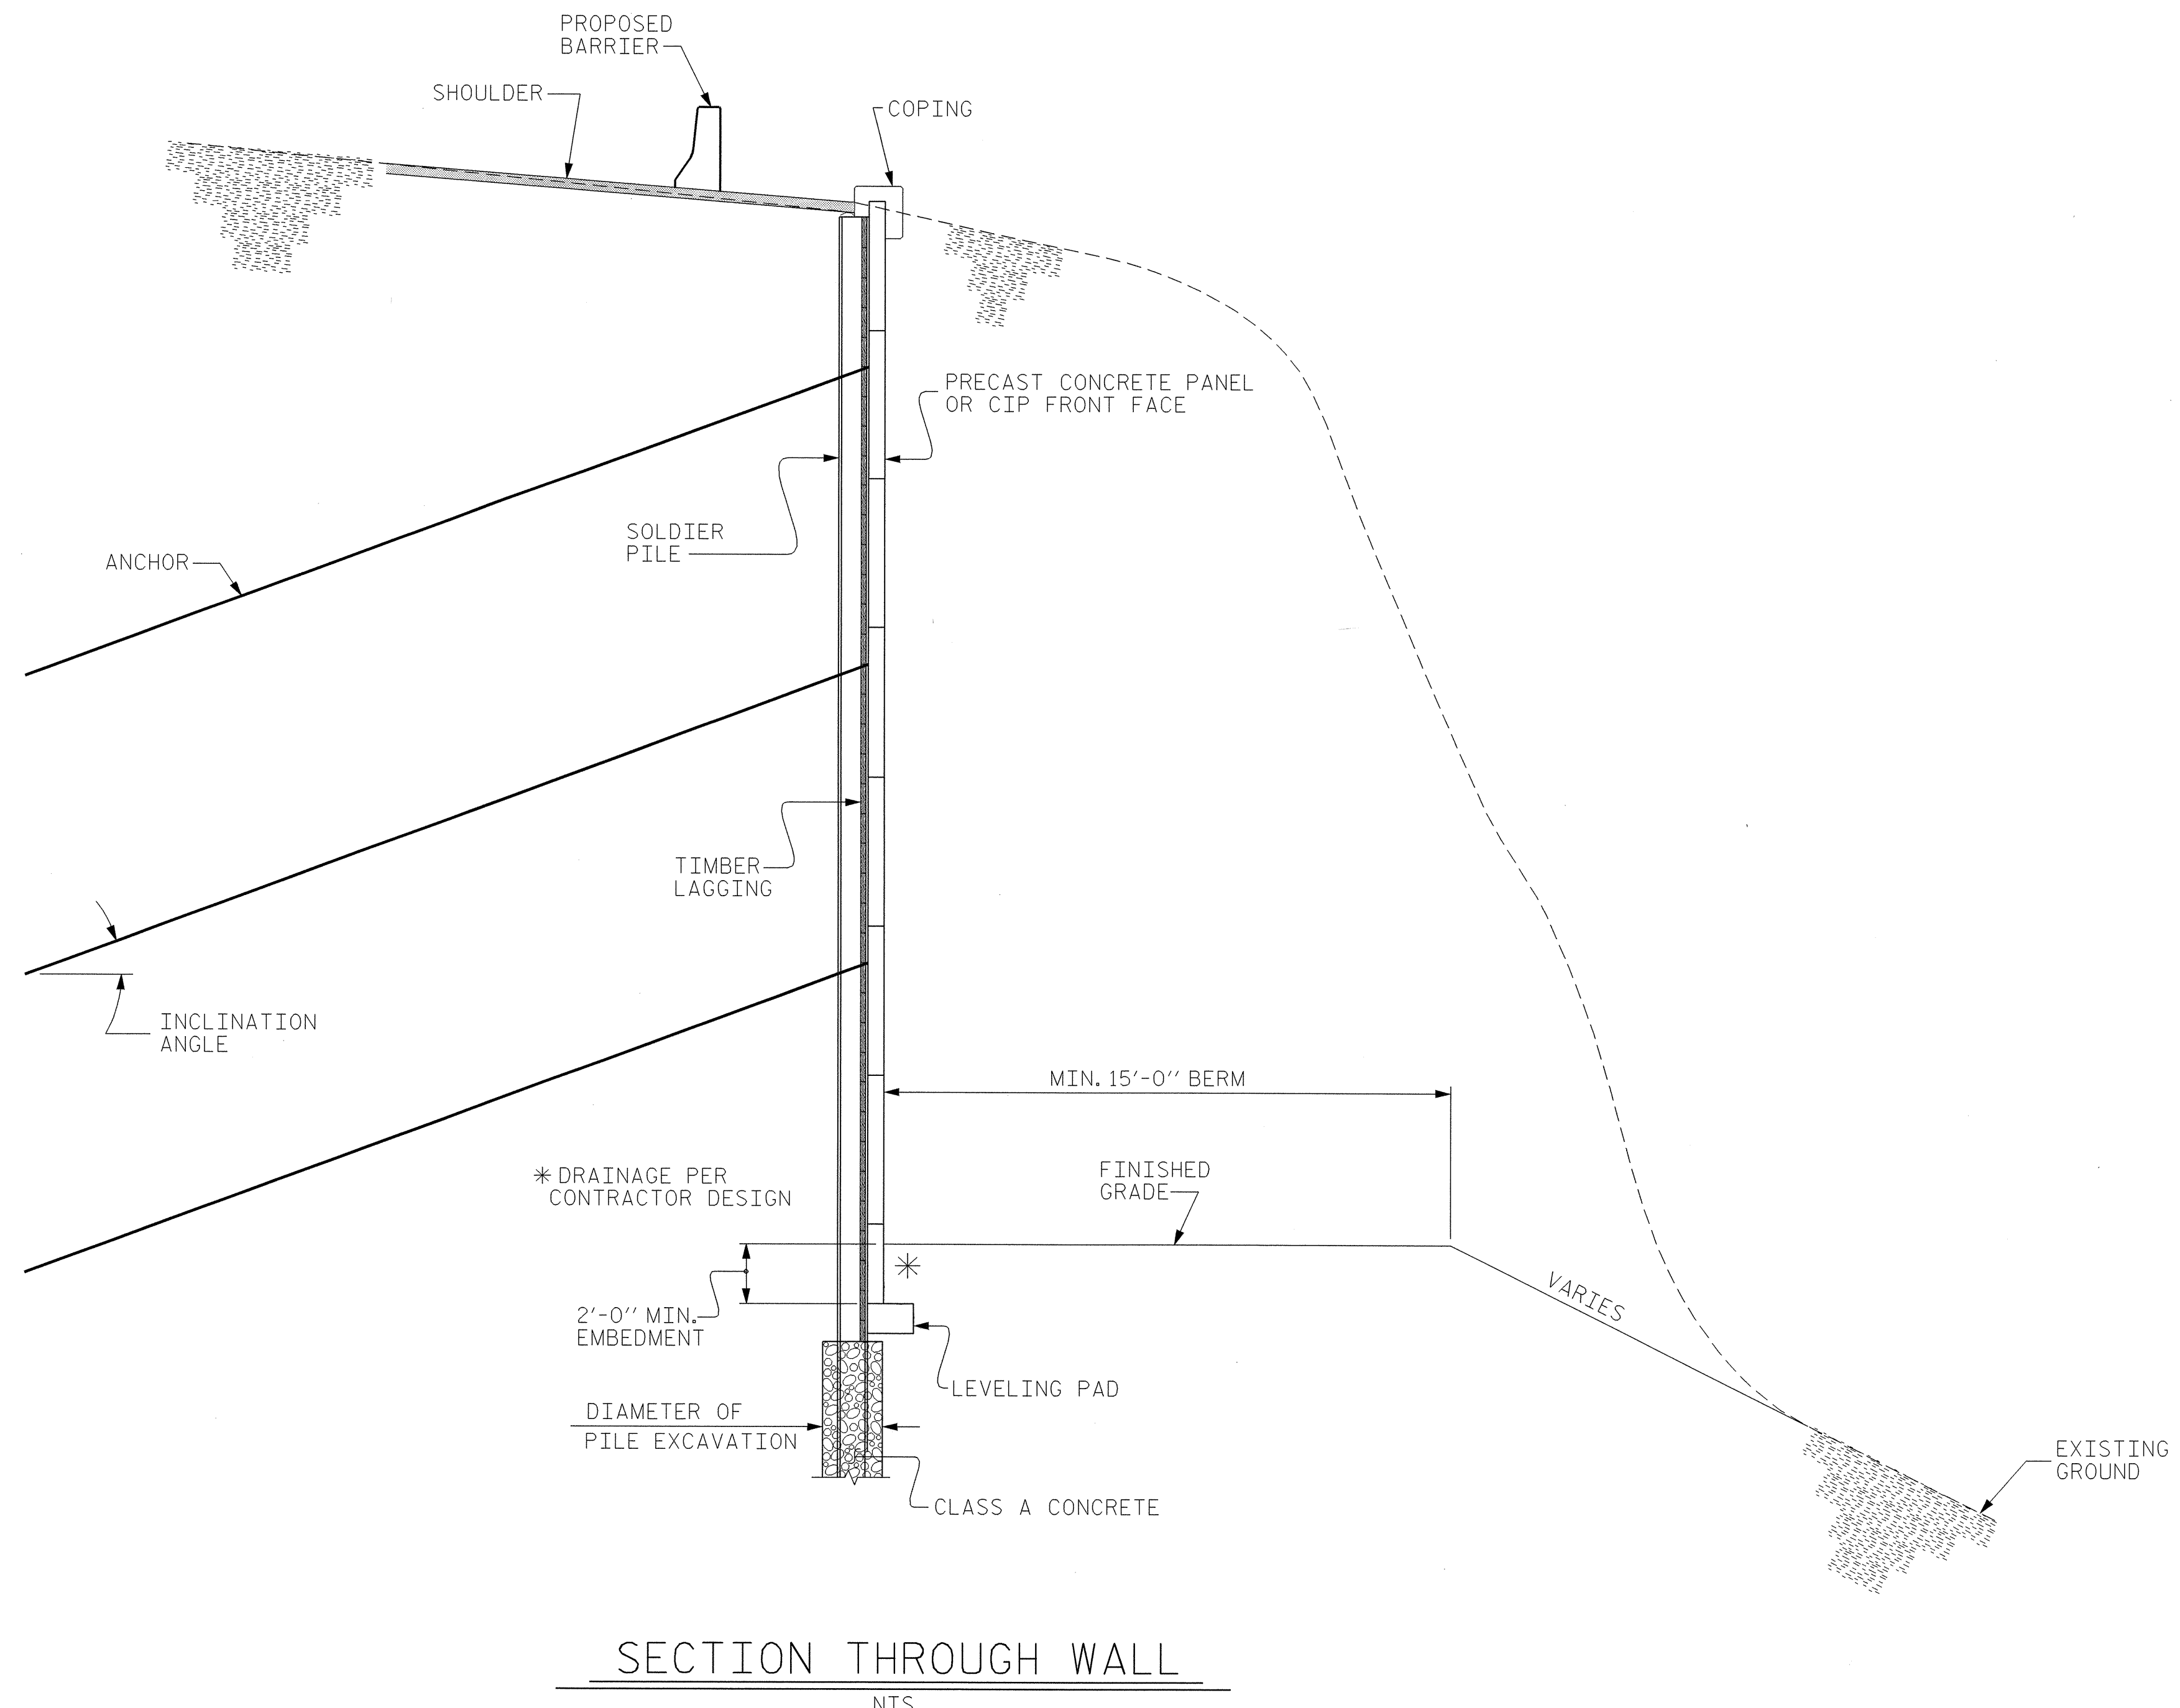 PROPOSED
BARRIER
SHOULDER
COPING
PRECAST CONCRETE PANEL
OR CIP FRONT FACE
SOLDIER
PILE
ANCHOR
TIMBER
LAGGING
INCLINATION
ANGLE
MIN. 15'-0" BERM
* DRAINAGE PER
CONTRACTOR DESIGN
FINISHED
GRADE
*
VARIES
2'-0" MIN.
EMBEDMENT
LEVELING PAD
DIAMETER OF
PILE EXCAVATION
EXISTING
GROUND
CLASS A CONCRETE
SECTION THROUGH WALL
NTS